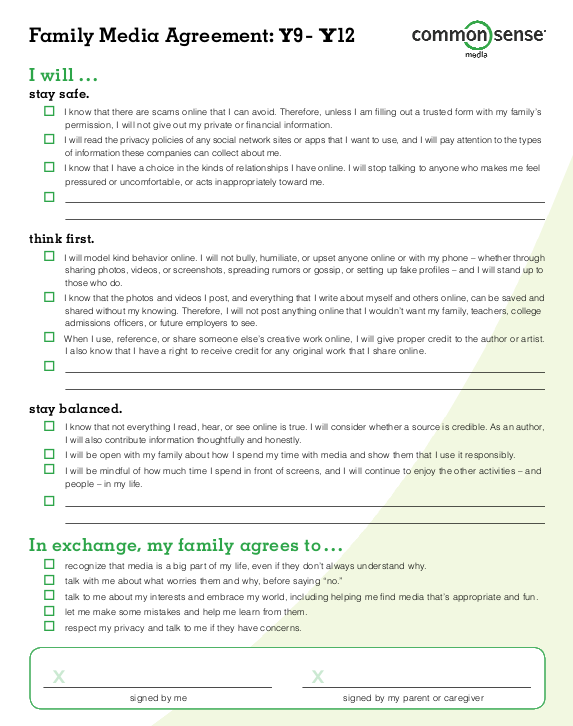 Family Media Agreement: Y9- Y12
common sense
media
I will ...
stay safe.
I know that there are scams online that I can avoid. Therefore, unless I am filling out a trusted form with my family's
permission, I will not give out my private or financial information.
I will read the privacy policies of any social network sites or apps that I want to use, and I will pay attention to the types
of information these companies can collect about me.
I know that I have a choice in the kinds of relationships I have online. I will stop talking to anyone who makes me feel
pressured or uncomfortable, or acts inappropriately toward me.
think first.
I will model kind behavior online. I will not bully, humiliate, or upset anyone online or with my phone – whether through
sharing photos, videos, or screenshots, spreading rumors or gossip, or setting up fake profiles – and I will stand up to
those who do.
I know that the photos and videos I post, and everything that I write about myself and others online, can be saved and
shared without my knowing. Therefore, I will not post anything online that I wouldn't want my family, teachers, college
admissions officers, or future employers to see.
When I use, reference, or share someone else's creative work online, I will give proper credit to the author or artist.
I also know that I have a right to receive credit for any original work that I share online.
stay balanced.
I know that not everything I read, hear, or see online is true. I will consider whether a source is credible. As an author,
I will also contribute information thoughtfully and honestly.
I will be open with my family about how I spend my time with media and show them that I use it responsibly.
I will be mindful of how much time I spend in front of screens, and I will continue to enjoy the other activities – and
people – in my life.
In exchange, my family agrees to ...
recognize that media is a big part of my life, even if they don't always understand why.
talk with me about what worries them and why, before saying "no."
talk to me about my interests and embrace my world, including helping me find media that's appropriate and fun.
let me make some mistakes and help me learn from them.
respect my privacy and talk to me if they have concerns.
X X
signed by me signed by my parent or caregiver